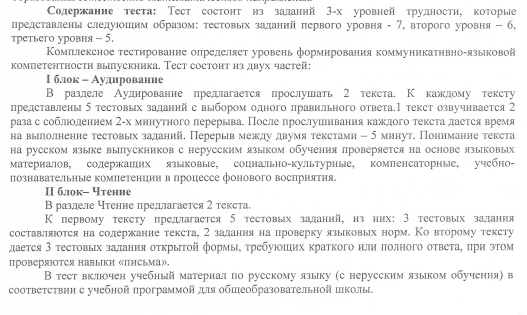 Содержание теста: Тест состоит из заданий 3-х уровней трудности, которые
представлены следующим образом: тестовых заданий первого уровня - 7, второго уровня – 6,
третьего уровня – 5.
Комплексное тестирование определяет уровень формирования коммуникативно-языковой
компетентности выпускника. Тест состоит из двух частей:
I блок – Аудирование
В разделе Аудирование предлагается прослушать 2 текста. К каждому тексту
представлены 5 тестовых заданий с выбором одного правильного ответа.1 текст озвучивается 2
раза с соблюдением 2-х минутного перерыва. После прослушивания каждого текста дается время
на выполнение тестовых заданий. Перерыв между двумя текстами – 5 минут. Понимание текста
на русском языке выпускников с нерусским языком обучения проверяется на основе языковых
материалов, содержащих языковые, социально-культурные, компенсаторные, учебно-
познавательные компетенции в процессе фонового восприятия.
II блок– Чтение
В разделе Чтение предлагается 2 текста.
К первому тексту предлагается 5 тестовых заданий, из них: 3 тестовых задания
составляются на содержание текста, 2 задания на проверку языковых норм. Ко второму тексту
дается 3 тестовых задания открытой формы, требующих краткого или полного ответа, при этом
проверяются навыки «письма».
В тест включен учебный материал по русскому языку (с нерусским языком обучения) в
соответствии с учебной программой для общеобразовательной школы.